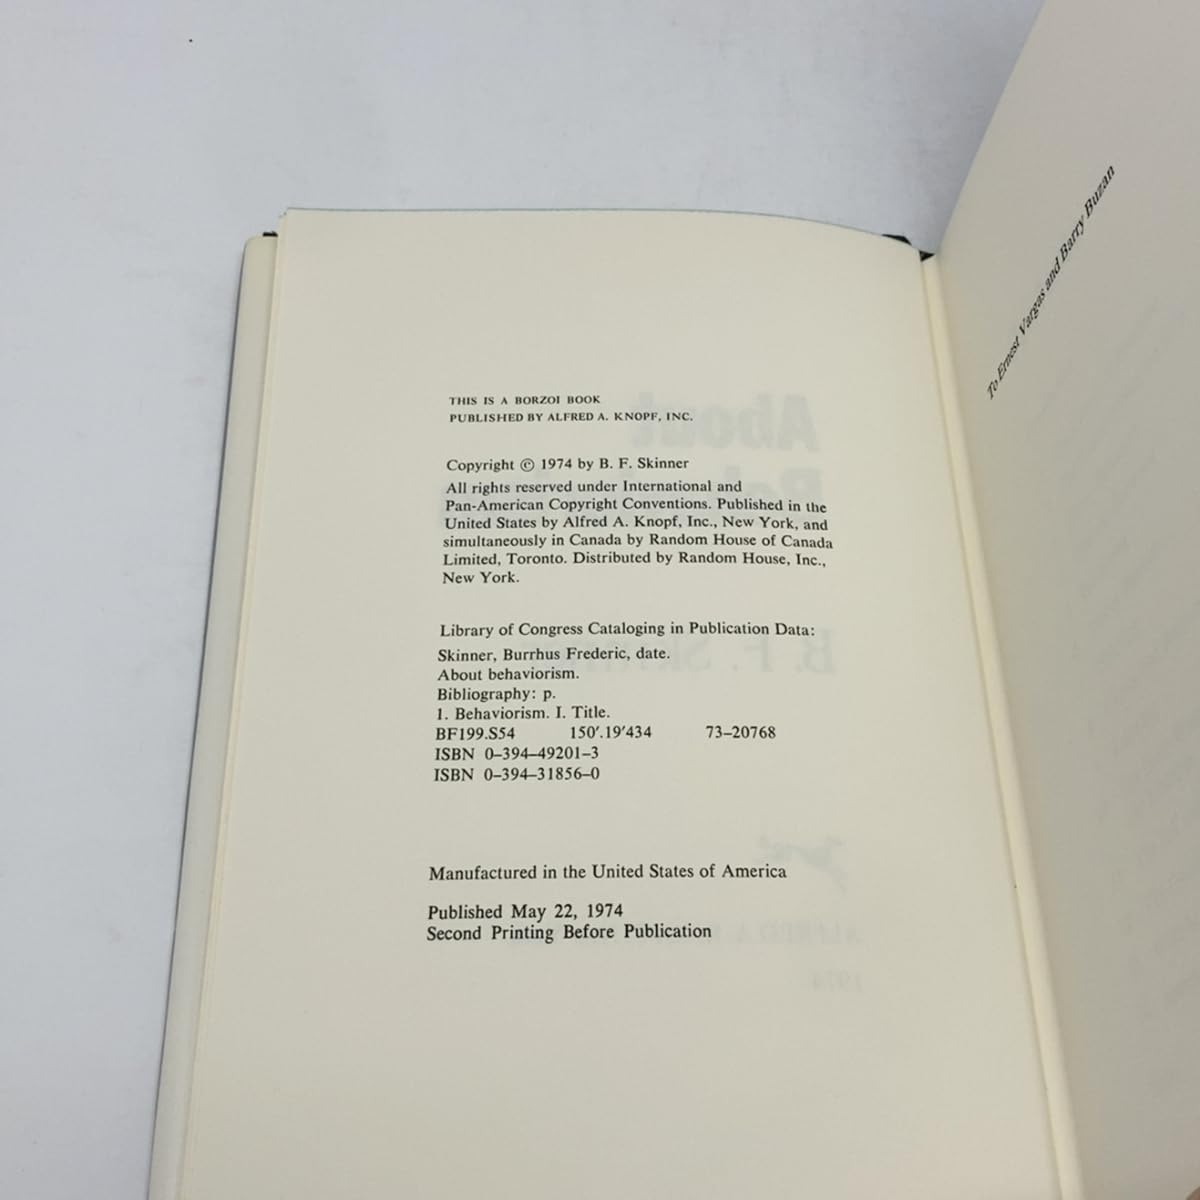 THIS IS A BORZOI BOOK
PUBLISHED BY ALFRED A. KNOPF, INC.
Copyright © 1974 by B. F. Skinner
All rights reserved under International and
Pan-American Copyright Conventions. Published in the
United States by Alfred A. Knopf, Inc., New York, and
simultaneously in Canada by Random House of Canada
Limited, Toronto. Distributed by Random House, Inc.,
New York.
Library of Congress Cataloging in Publication Data:
Skinner, Burrhus Frederic, date.
About behaviorism.
Bibliography: p.
1. Behaviorism. I. Title.
BF199.S54 150′.19′434 73–20768
ISBN 0–394–49201–3
ISBN 0–394–31856–0
Manufactured in the United States of America
Published May 22, 1974
Second Printing Before Publication
To Ernest Vargas and Barry Buzan